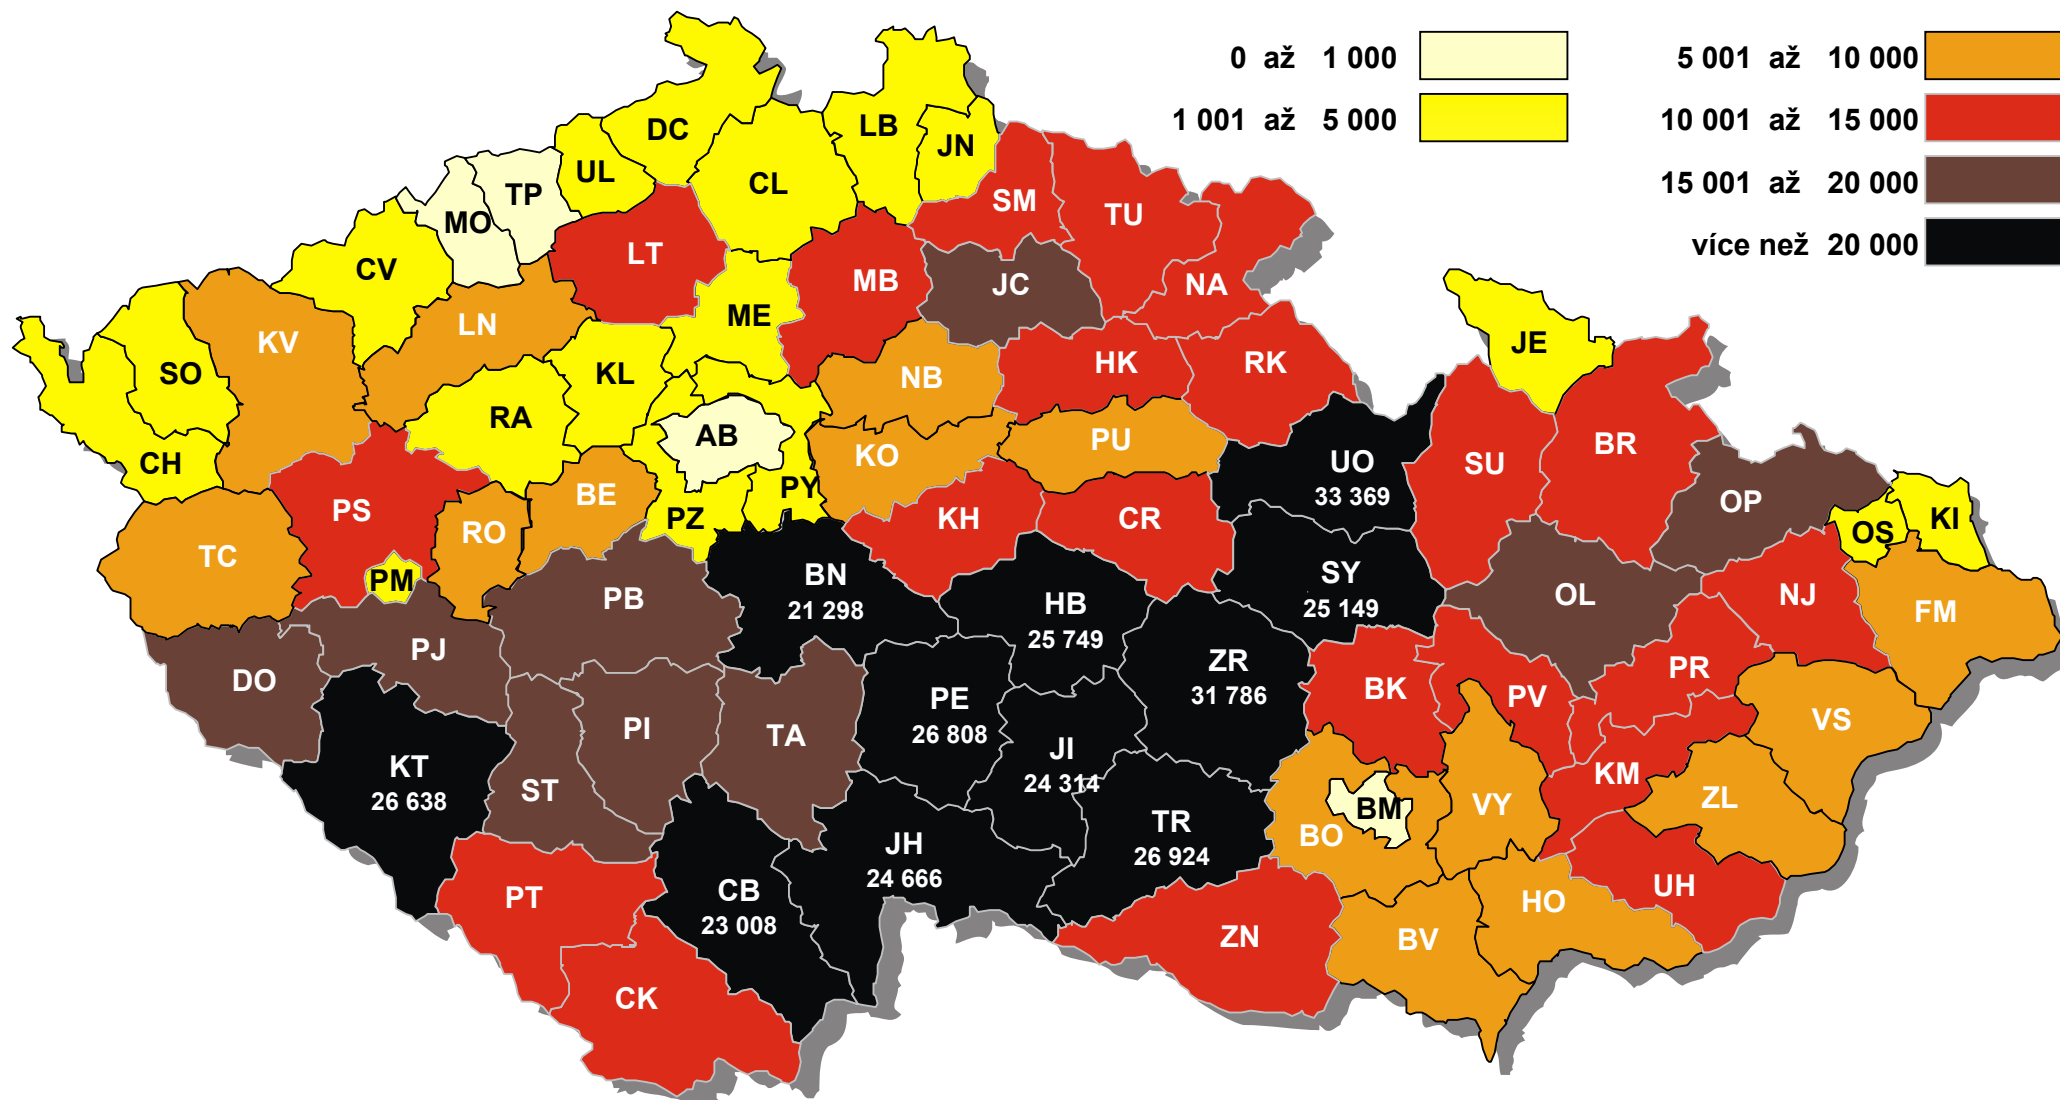 0 až 1 000
1 001 až 5 000
5 001 až 10 000
10 001 až 15 000
15 001 až 20 000
více než 20 000
DC
LB
JN
UL
TP
MO
CL
SM
TU
CV
LT
MB
JC
NA
ME
LN
KV
SO
KL
NB
HK
RK
JE
RA
AB
KO
PU
BR
CH
UO
33 369
SU
PS
BE
PY
PZ
KH
CR
OP
OS
KI
RO
TC
PM
BN
21 298
SY
25 149
PB
HB
25 749
OL
NJ
FM
PJ
DO
ZR
31 786
PR
BK
PV
PE
26 808
PI
TA
VS
JI
24 314
KT
26 638
ST
KM
ZL
VY
BM
BO
TR
26 924
JH
24 666
CB
23 008
PT
UH
HO
ZN
BV
CK